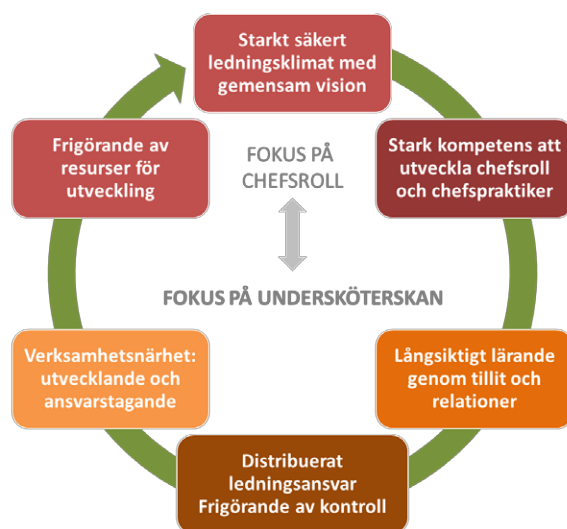 Starkt säkert
ledningsklimat med
gemensam vision
Frigörande av
resurser för
utveckling
FOKUS PÅ
CHEFSROLL
Stark kompetens att
utveckla chefsroll
och chefspraktiker
FOKUS PÅ UNDERSKÖTERSKAN
Verksamhetsnärhet:
utvecklande och
ansvarstagande
Långsiktigt lärande
genom tillit och
relationer
Distribuerat
ledningsansvar
Frigörande av kontroll